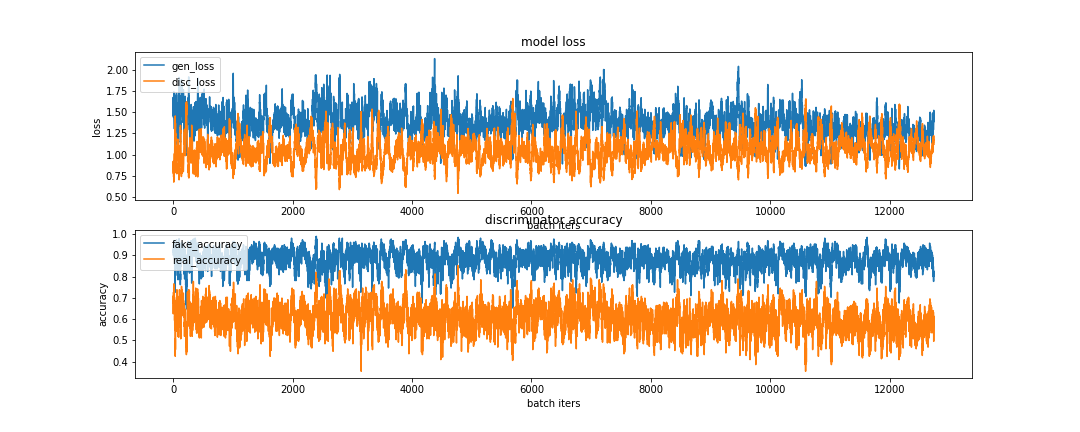 model loss
gen_loss
disc_loss
loss
2.00
1.75
1.50
1.25
1.00
0.75
0.50
0 2000 4000 6000 8000 10000 12000
batch iters
discriminator accuracy
fake_accuracy
real_accuracy
accuracy
1.0
0.9
0.8
0.7
0.6
0.5
0.4
0 2000 4000 6000 8000 10000 12000
batch iters